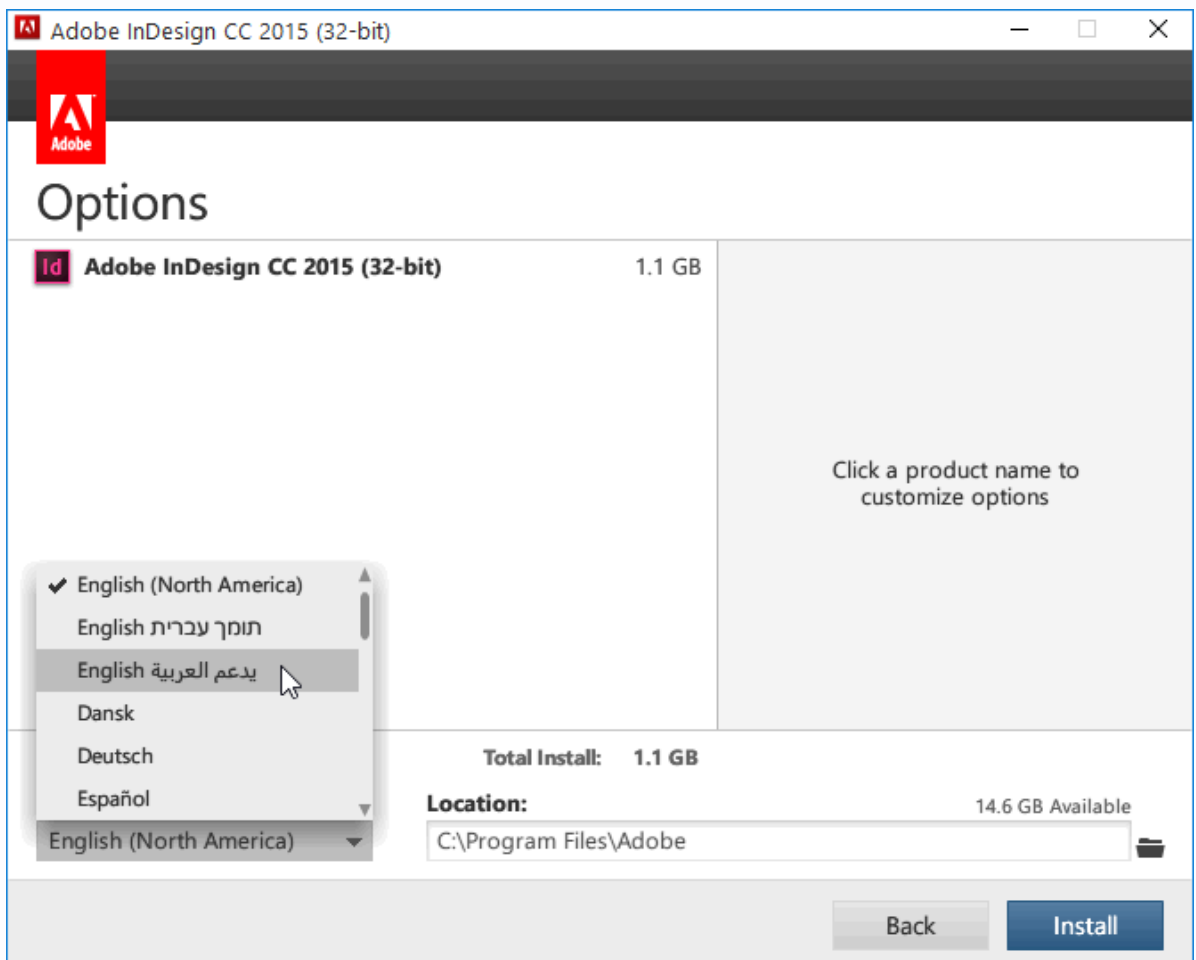 Adobe InDesign CC 2015 (32-bit)
Adobe
Options
Id Adobe InDesign CC 2015 (32-bit) 1.1 GB
Click a product name to
customize options
English (North America)
English תומך עברית
English يدعم العربية
Dansk
Deutsch
Español
English (North America)
Total Install: 1.1 GB
Location: 14.6 GB Available
C:\Program Files\Adobe
Back Install